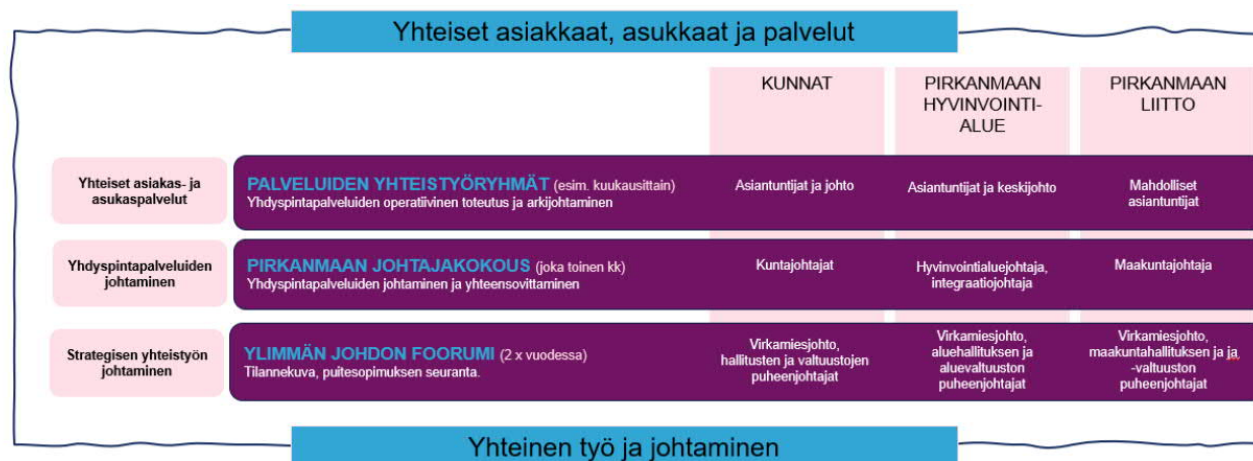 Yhteiset asiakkaat, asukkaat ja palvelut
KUNNAT
PIRKANMAAN
HYVINVOINTI-
ALUE
PIRKANMAAN
LIITTO
Yhteiset asiakas- ja
asukaspalvelut
PALVELUIDEN YHTEISTYÖRYHMÄT (esim. kuukausittain)
Yhdyspintapalveluiden operatiivinen toteutus ja arkijohtaminen
Asiantuntijat ja johto
Asiantuntijat ja keskijohto
Mahdolliset
asiantuntijat
Yhdyspintapalveluiden
johtaminen
PIRKANMAAN JOHTAJAKOKOUS (joka toinen kk)
Yhdyspintapalveluiden johtaminen ja yhteensovittaminen
Kuntajohtajat
Hyvinvointialuejohtaja,
integraatiojohtaja
Maakuntajohtaja
Strategisen yhteistyön
johtaminen
YLIMMÄN JOHDON FOORUMI (2 x vuodessa)
Tilannekuva, puitesopimuksen seuranta.
Virkamiesjohto,
hallitusten ja valtuustojen
puheenjohtajat
Virkamiesjohto,
aluehallituksen ja
aluevaltuuston
puheenjohtajat
Virkamiesjohto,
maakuntahallituksen ja ja
-valtuuston
puheenjohtajat
Yhteinen työ ja johtaminen